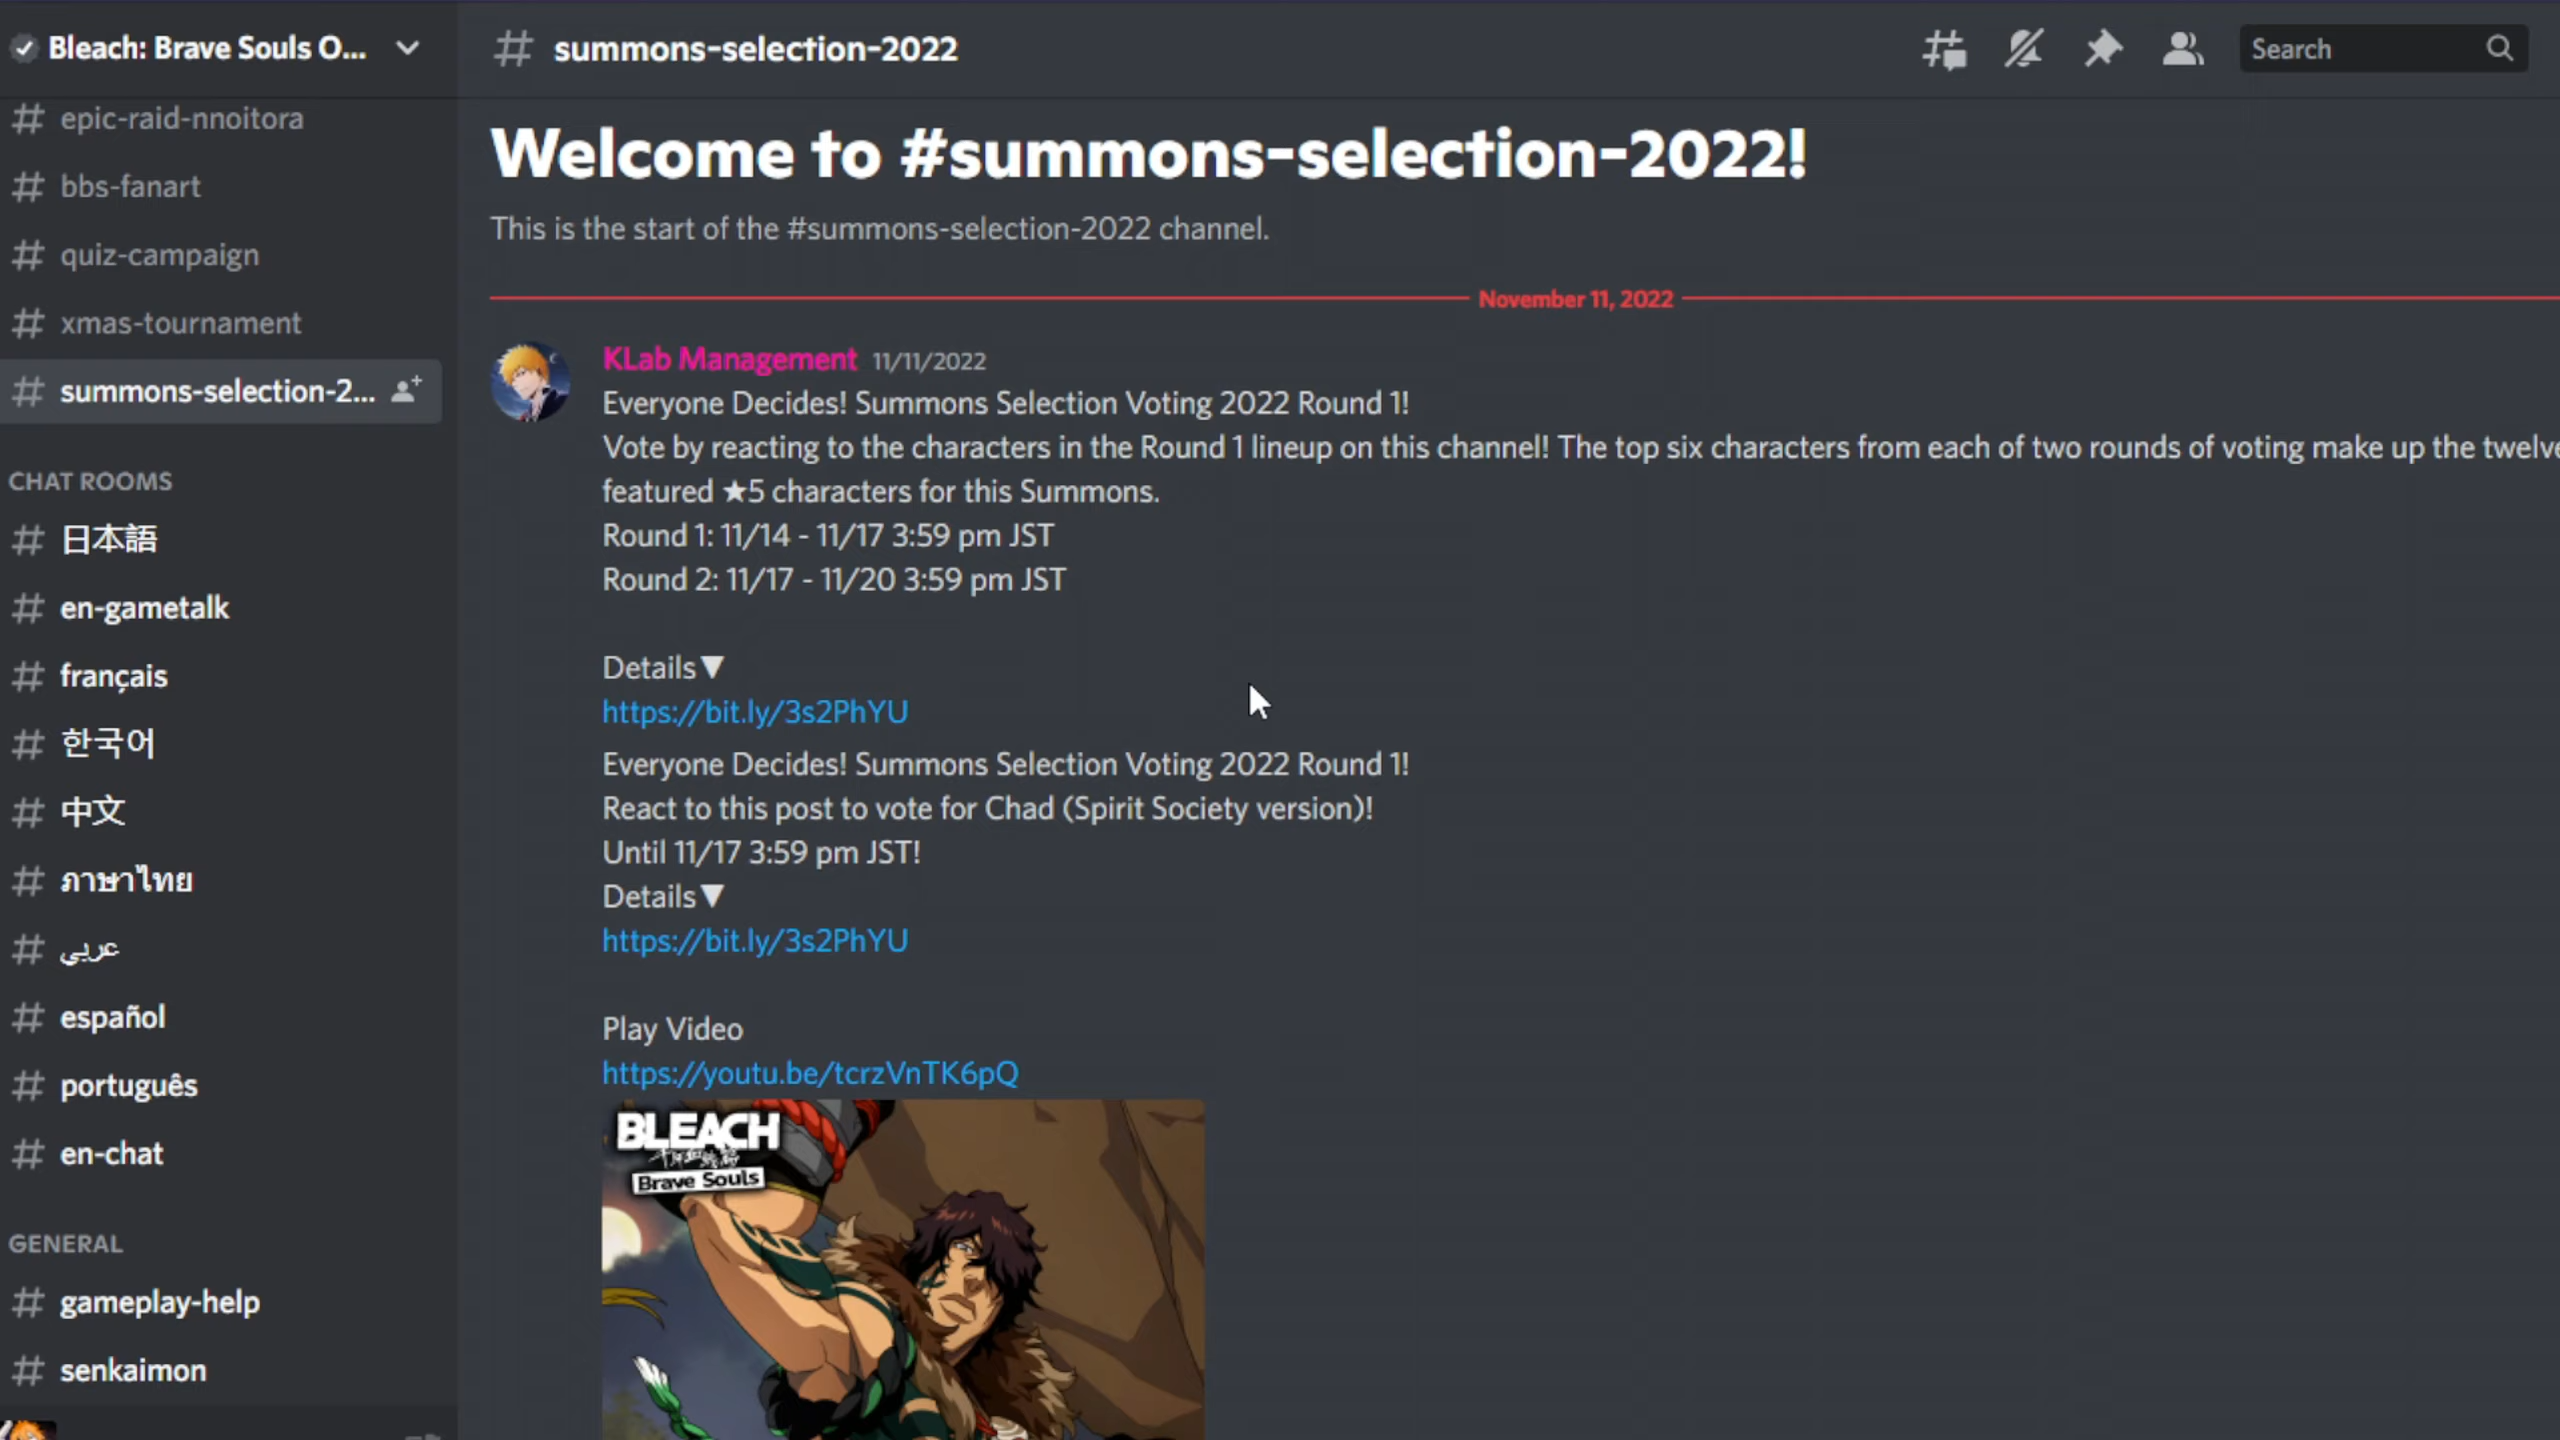 Bleach: Brave Souls O...
epic-raid-nnoitora
bbs-fanart
quiz-campaign
xmas-tournament
summons-selection-2...
CHAT ROOMS
日本語
en-gametalk
français
한국어
中文
ภาษาไทย
عربي
español
português
en-chat
GENERAL
gameplay-help
senkaimon
# summons-selection-2022
Search
Welcome to #summons-selection-2022!
This is the start of the #summons-selection-2022 channel.
November 11, 2022
KLab Management 11/11/2022
Everyone Decides! Summons Selection Voting 2022 Round 1!
Vote by reacting to the characters in the Round 1 lineup on this channel! The top six characters from each of two rounds of voting make up the twelve
featured ★5 characters for this Summons.
Round 1: 11/14 - 11/17 3:59 pm JST
Round 2: 11/17 - 11/20 3:59 pm JST
Details▼
https://bit.ly/3s2PhYU
Everyone Decides! Summons Selection Voting 2022 Round 1!
React to this post to vote for Chad (Spirit Society version)!
Until 11/17 3:59 pm JST!
Details▼
https://bit.ly/3s2PhYU
Play Video
https://youtu.be/tcrzVnTK6pQ
BLEACH
Brave Souls